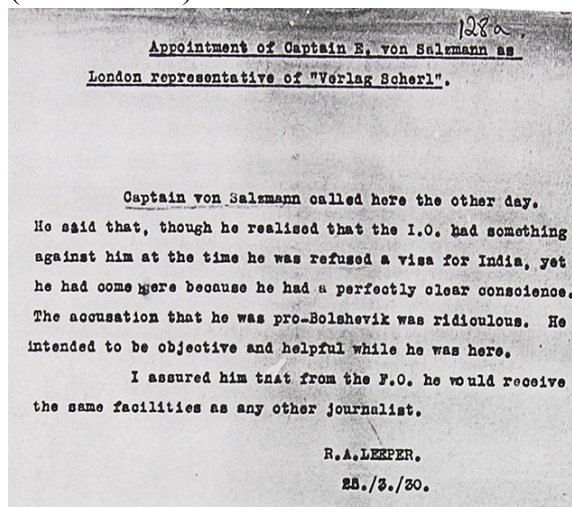 128a.
Appointment of Captain E. von Salzmann as
London representative of "Verlag Scherl".
Captain von Salzmann called here the other day.
He said that, though he realised that the I.O. had something
against him at the time he was refused a visa for India, yet
he had come here because he had a perfectly clear conscience.
The accusation that he was pro-Bolshevik was ridiculous. He
intended to be objective and helpful while he was here.
I assured him that from the F.O. he would receive
the same facilities as any other journalist.
R.A.LEEPER.
/3./30.